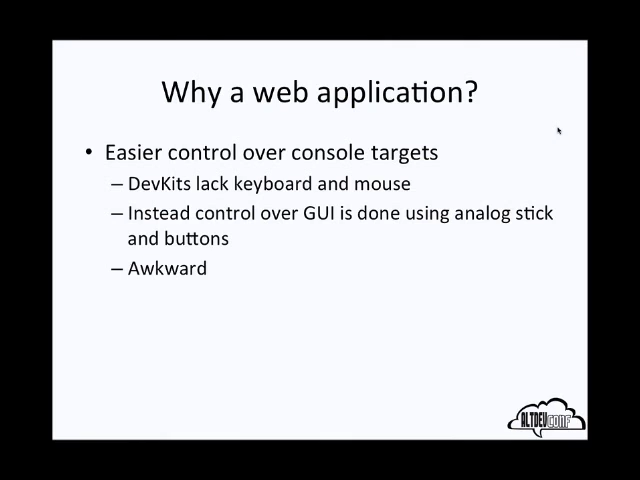 Why a web application?
• Easier control over console targets
– DevKits lack keyboard and mouse
– Instead control over GUI is done using analog stick
and buttons
– Awkward
ALTDEVCONF